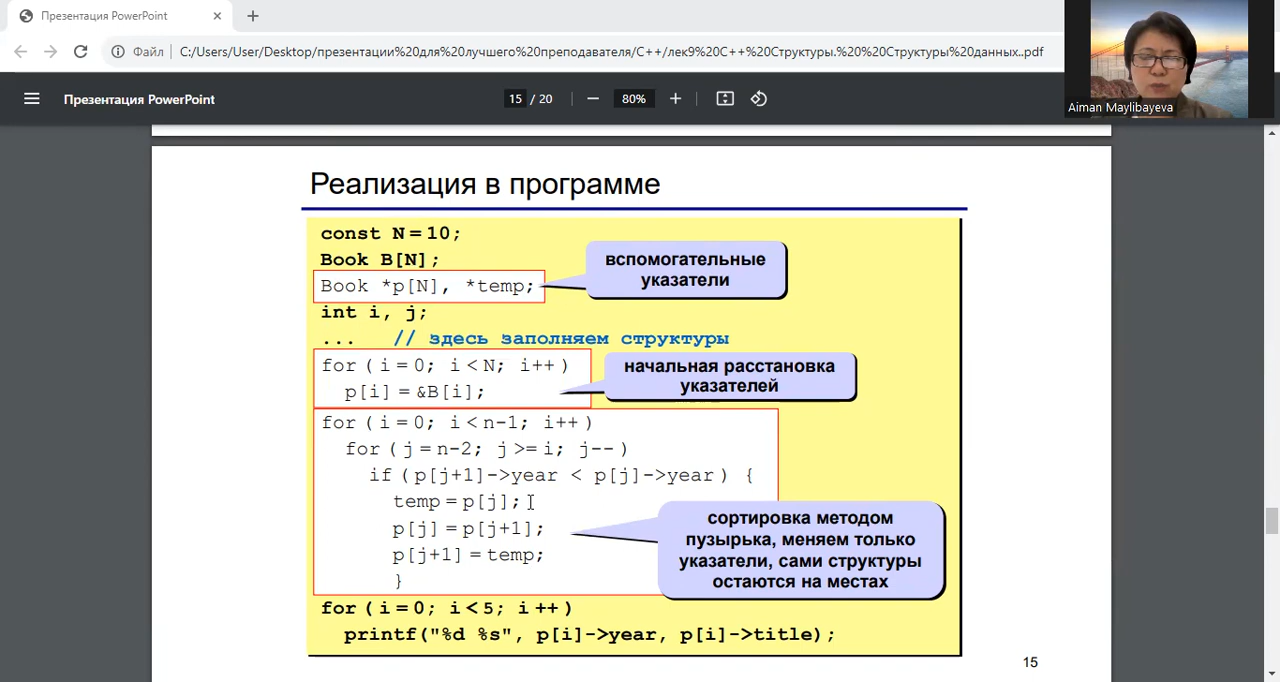 Презентация PowerPoint
Файл
C:/Users/User/Desktop/презентации%20для%20лучшего%20преподавателя/C++/лек9%20C++%20Структуры.%20%20Структуры%20данных..pdf
Aiman Maylibayeva
Презентация PowerPoint
15 / 20
80%
Реализация в программе
const N = 10;
Book B[N];
Book *p[N], *temp;
вспомогательные
указатели
int i, j;
... // здесь заполняем структуры
for ( i = 0; i < N; i++ )
p[i] = &B[i];
начальная расстановка
указателей
for ( i = 0; i < n-1; i++ )
for ( j = n-2; j >= i; j-- )
if ( p[j+1]->year < p[j]->year ) {
temp = p[j];
p[j] = p[j+1];
p[j+1] = temp;
}
сортировка методом
пузырька, меняем только
указатели, сами структуры
остаются на местах
for ( i = 0; i < 5; i ++ )
printf("%d %s", p[i]->year, p[i]->title);
15